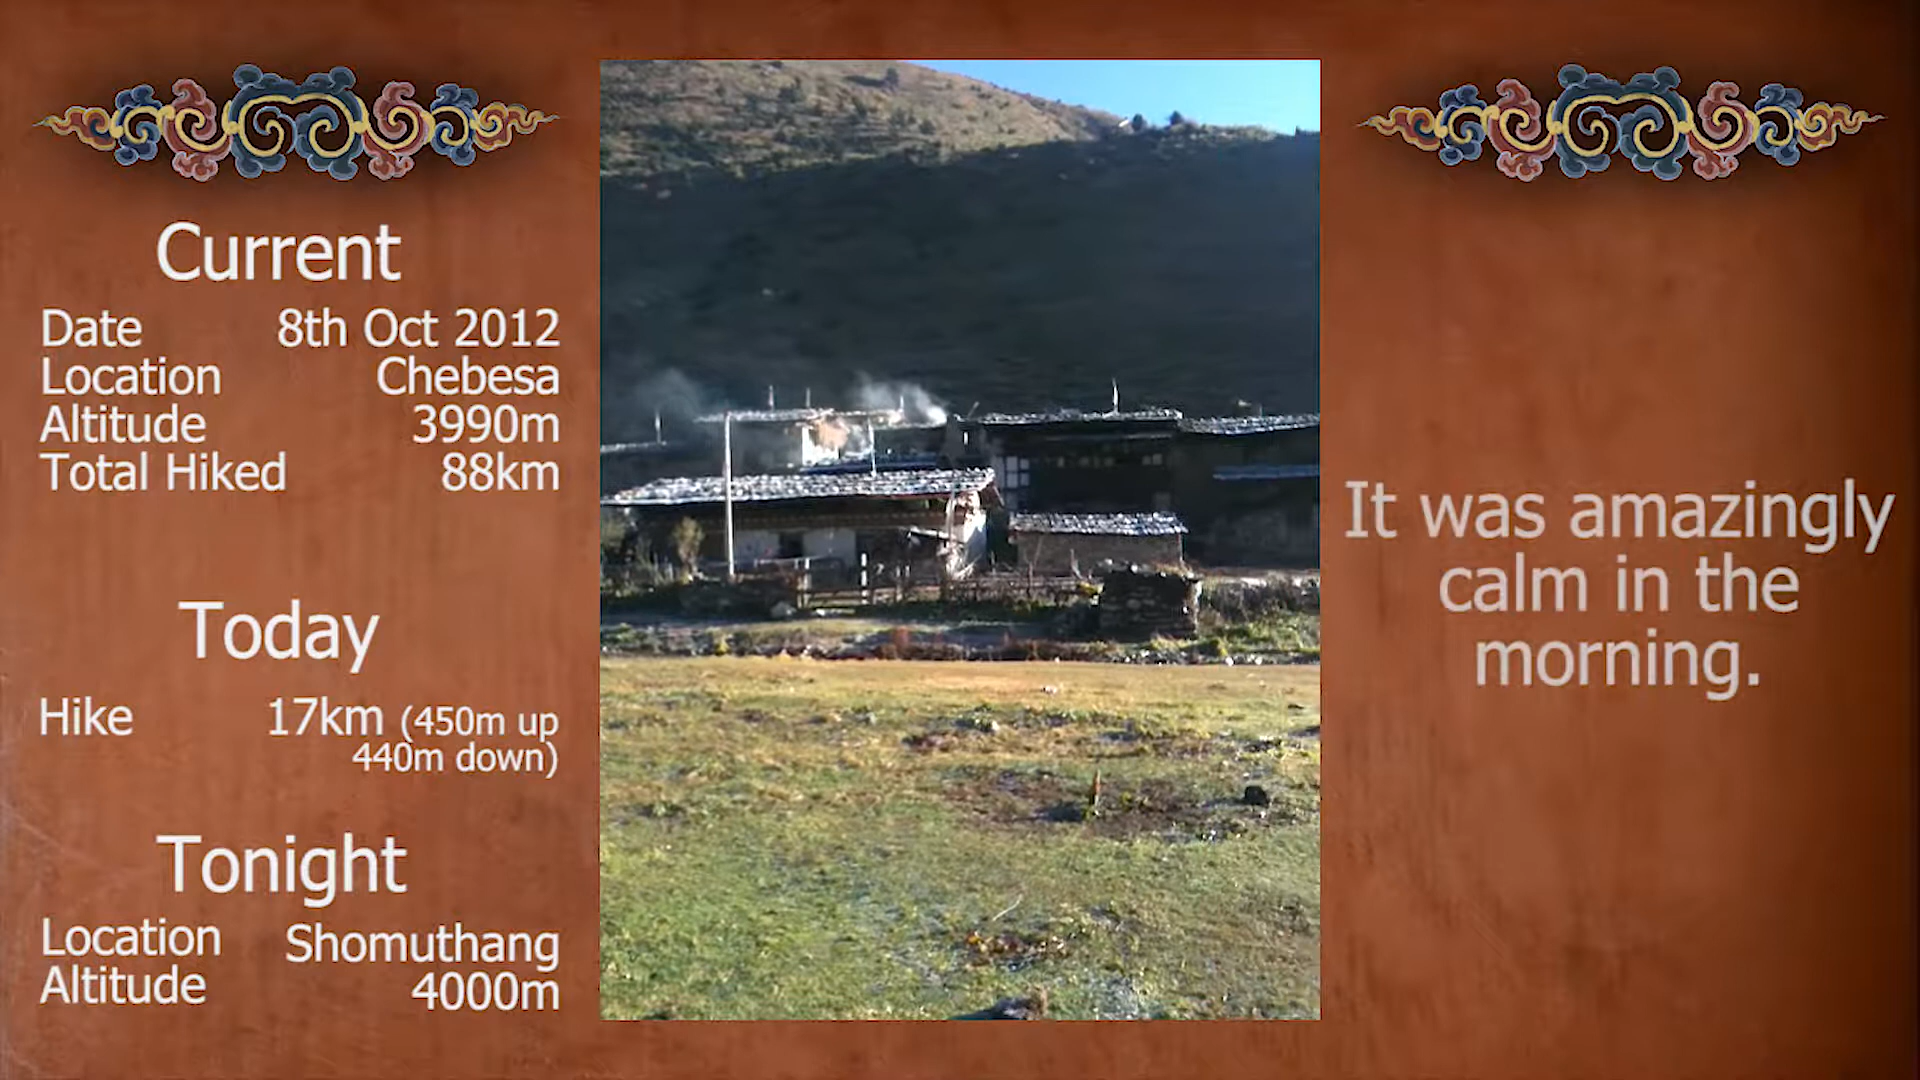 Current
Date 8th Oct 2012
Location Chebesa
Altitude 3990m
Total Hiked 88km
Today
Hike 17km (450m up
440m down)
Tonight
Location Shomuthang
Altitude 4000m
It was amazingly
calm in the
morning.